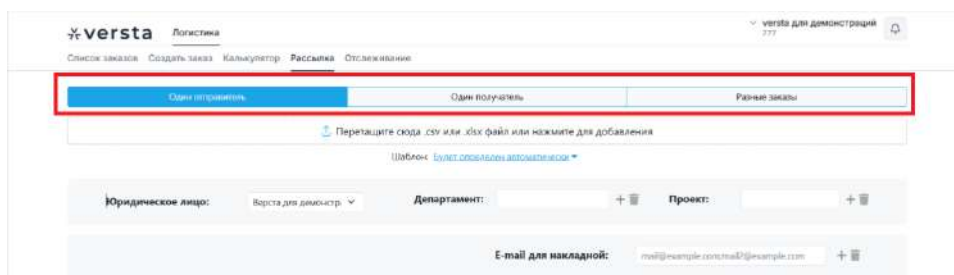 versta Логистика versta для демонстраций
777
Список заказов Создать заказ Калькулятор Рассылка Отслеживание
Один отправитель Один получатель Разные заказы
Перетащите сюда .csv или .xlsx файл или нажмите для добавления
Шаблон: Будет определен автоматически
Юридическое лицо: Верста для демонстр. Департамент: Проект:
E-mail для накладной: mail@example.com;mail2@example.com